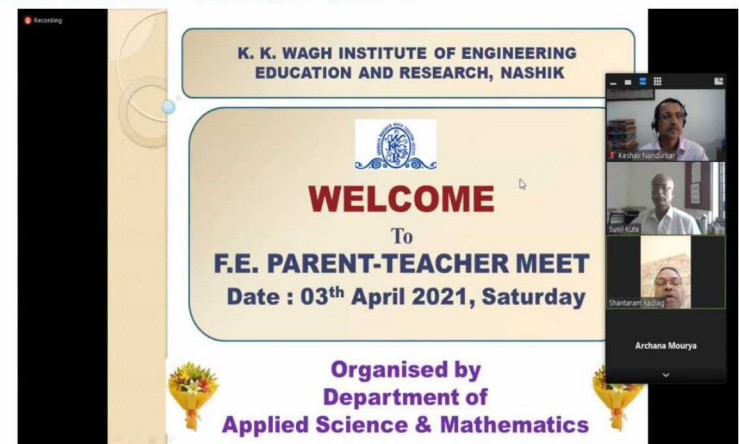 Recording
K. K. WAGH INSTITUTE OF ENGINEERING
EDUCATION AND RESEARCH, NASHIK
WELCOME
To
F.E. PARENT-TEACHER MEET
Date : 03th April 2021, Saturday
Organised by
Department of
Applied Science & Mathematics
Keshav Nandurkar
Sunil Kute
Shantaram kadlag
Archana Mourya